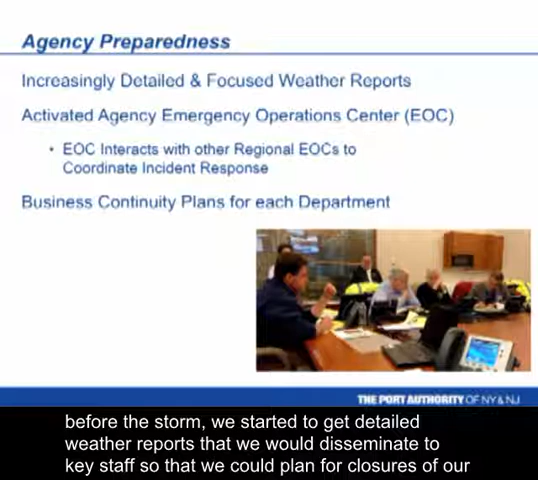 Agency Preparedness
Increasingly Detailed & Focused Weather Reports
Activated Agency Emergency Operations Center (EOC)
• EOC Interacts with other Regional EOCs to
Coordinate Incident Response
Business Continuity Plans for each Department
THE PORT AUTHORITY OF NY & NJ
before the storm, we started to get detailed
weather reports that we would disseminate to
key staff so that we could plan for closures of our